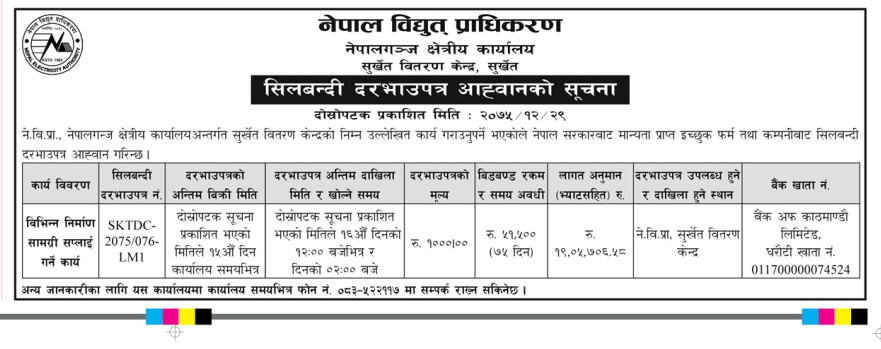 नेपाल विद्युत् प्राधिकरण
नेपालगञ्ज क्षेत्रीय कार्यालय
सुर्खेत वितरण केन्द्र, सुर्खेत
सिलबन्दी दरभाउपत्र आह्वानको सूचना
दोस्रोपटक प्रकाशित मिति : २०७५/१२/२९
ने.वि.प्रा., नेपालगन्ज क्षेत्रीय कार्यालयअन्तर्गत सुर्खेत वितरण केन्द्रको निम्न उल्लेखित कार्य गराउनुपर्ने भएकोले नेपाल सरकारबाट मान्यता प्राप्त इच्छुक फर्म तथा कम्पनीबाट सिलबन्दी
दरभाउपत्र आह्वान गरिन्छ।
कार्य विवरण
सिलबन्दी
दरभाउपत्र नं.
दरभाउपत्रको
अन्तिम बिक्री मिति
दरभाउपत्र अन्तिम दाखिला
मिति र खोल्ने समय
दरभाउपत्रको
मूल्य
बिडबण्ड रकम
र समय अवधी
लागत अनुमान
(भ्याटसहित) रु.
दरभाउपत्र उपलब्ध हुने
र दाखिला हुने स्थान
बैंक खाता नं.
विभिन्न निर्माण
सामाग्री सप्लाई
गर्ने कार्य
SKTDC-
2075/076-
LM1
दोस्रोपटक सूचना
प्रकाशित भएको
मितिले १५औं दिन
कार्यालय समयभित्र
दोस्रोपटक सूचना प्रकाशित
भएको मितिले १६औं दिनको
१२:०० बजेभित्र र
दिनको ०२:०० बजे
रु. १०००|००
रु. ५१,५००
(७५ दिन)
रु.
१९,०५,७०६.५८
ने.वि.प्रा, सुर्खेत वितरण
केन्द्र
बैंक अफ काठमाण्डौ
लिमिटेड,
धरौटी खाता नं.
011700000074524
अन्य जानकारीका लागि यस कार्यालयमा कार्यालय समयभित्र फोन नं. ०८३-५२२११७ मा सम्पर्क राख्न सकिनेछ।